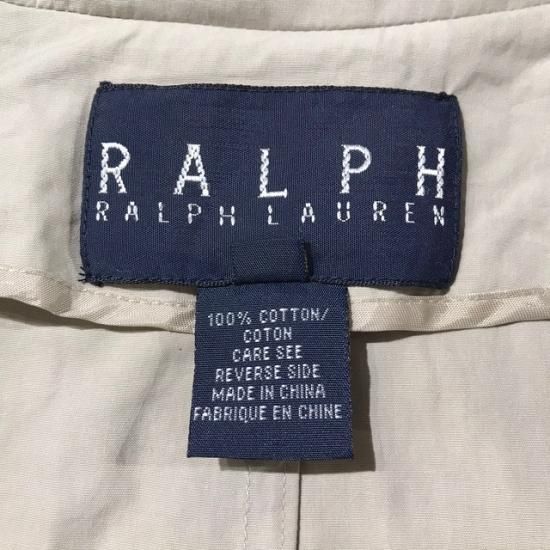 RALPH
RALPH LAUREN
100% COTTON/
COTON
CARE SEE
REVERSE SIDE
MADE IN CHINA
FABRIQUE EN CHINE